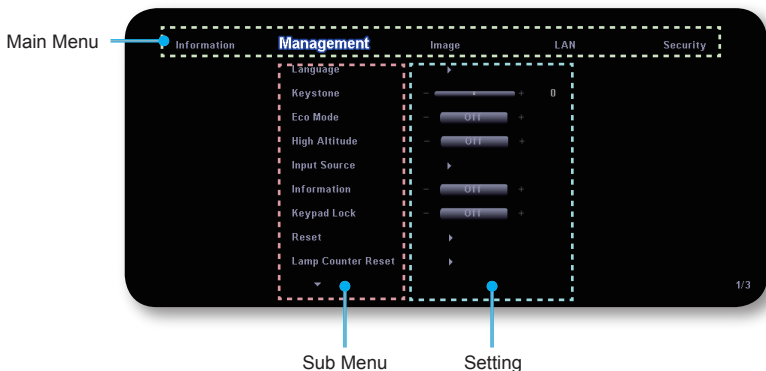 Main Menu
Information Management Image LAN Security
Language
Keystone - + 0
Eco Mode - Off +
High Altitude - Off +
Input Source
Information - Off +
Keypad Lock - Off +
Reset
Lamp Counter Reset
1/3
Sub Menu Setting